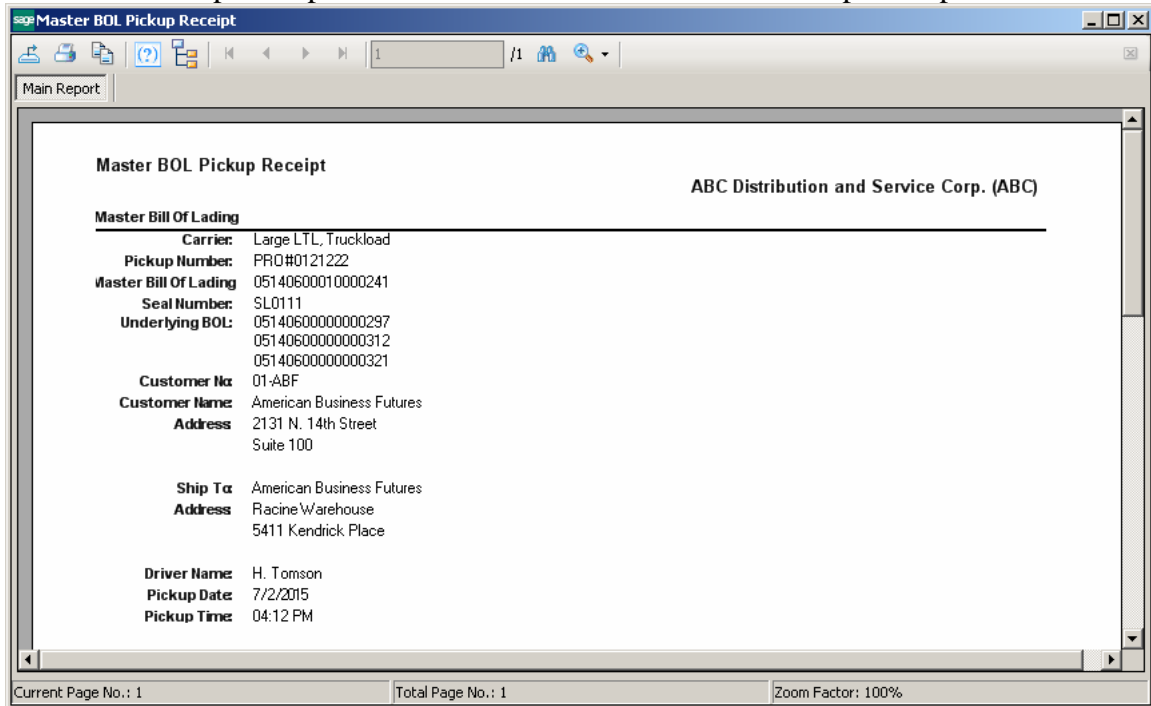 sage Master BOL Pickup Receipt
1 /1
Main Report
Master BOL Pickup Receipt
ABC Distribution and Service Corp. (ABC)
Master Bill Of Lading
Carrier: Large LTL, Truckload
Pickup Number: PRO#0121222
Master Bill Of Lading 05140600010000241
Seal Number: SL0111
Underlying BOL: 05140600000000297
05140600000000312
05140600000000321
Customer No: 01-ABF
Customer Name: American Business Futures
Address 2131 N. 14th Street
Suite 100
Ship To: American Business Futures
Address Racine Warehouse
5411 Kendrick Place
Driver Name: H. Tomson
Pickup Date: 7/2/2015
Pickup Time: 04:12 PM
Current Page No.: 1 Total Page No.: 1 Zoom Factor: 100%